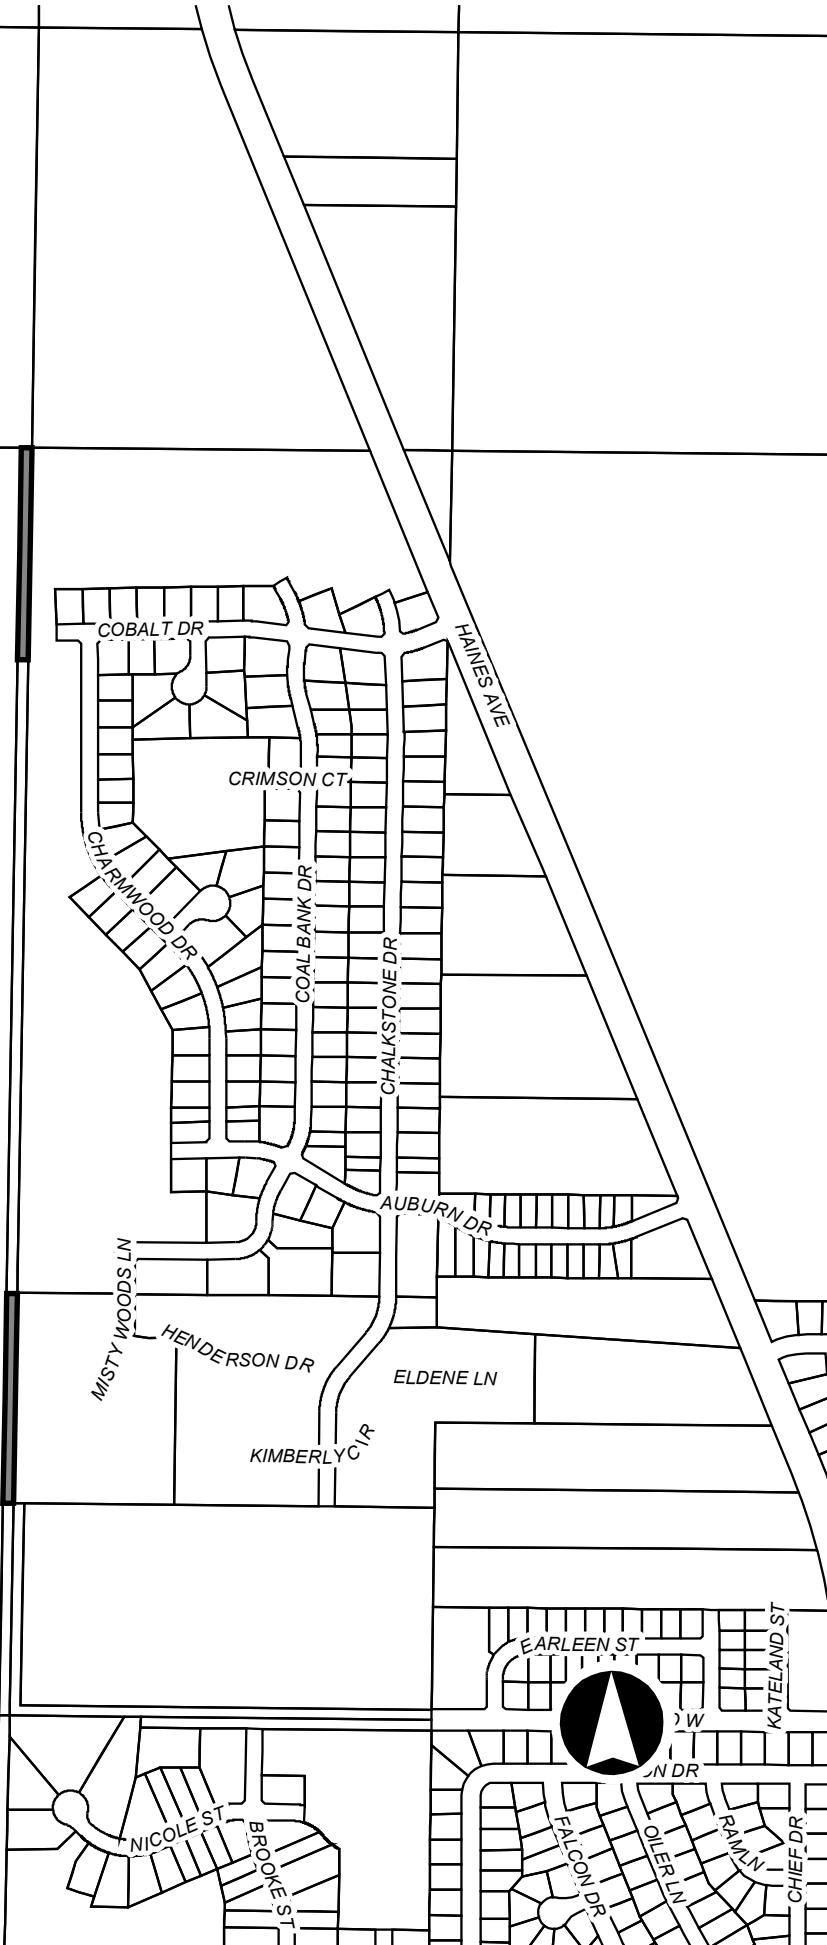 COBALT DR
HAINES AVE
CRIMSON CT
CHARMWOOD DR
COAL BANK DR
CHALKSTONE DR
AUBURN DR
MISTY WOODS LN
HENDERSON DR
ELDENE LN
KIMBERLY CIR
EARLEEN ST
KATELAND ST
W
DR
NICOLE ST
BROOKE ST
FALCON DR
OILER LN
RAM LN
CHIEF DR